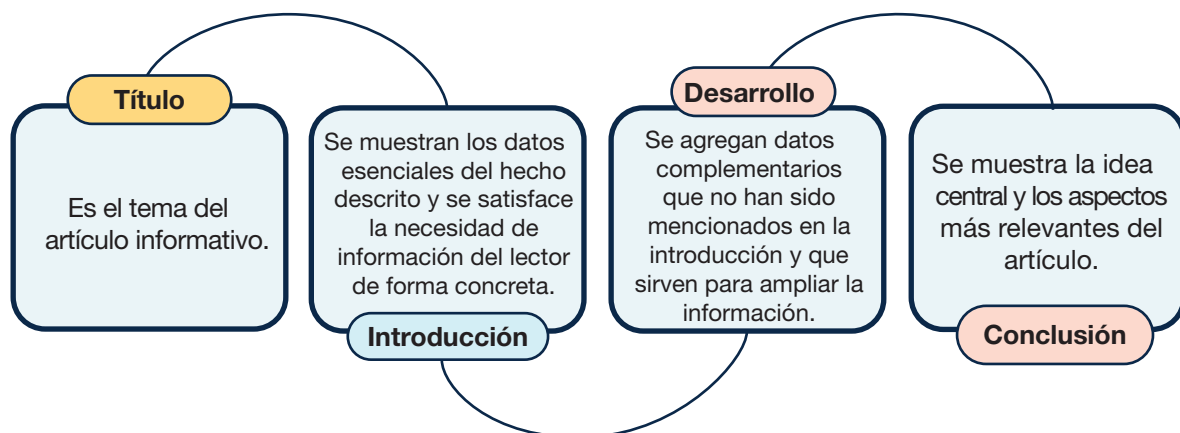 Título
Es el tema del
artículo informativo.
Se muestran los datos
esenciales del hecho
descrito y se satisface
la necesidad de
información del lector
de forma concreta.
Introducción
Desarrollo
Se agregan datos
complementarios
que no han sido
mencionados en la
introducción y que
sirven para ampliar la
información.
Se muestra la idea
central y los aspectos
más relevantes del
artículo.
Conclusión